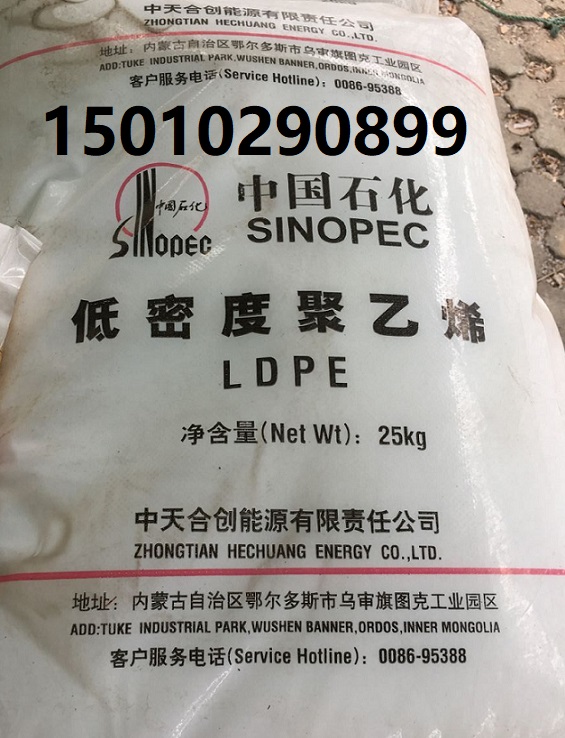 中天合创能源有限责任公司
ZHONGTIAN HECHUANG ENERGY CO.,LTD.
地址：内蒙古自治区鄂尔多斯市乌审旗图克工业园区
ADD:TUKE INDUSTRIAL PARK,WUSHEN BANNER,ORDOS,INNER MONGOLIA
客户服务电话(Service Hotline)：0086-95388
15010290899
中国石化
SINOPEC
中国石化
SINOPEC
低密度聚乙烯
LDPE
净含量(Net Wt)：25kg
中天合创能源有限责任公司
ZHONGTIAN HECHUANG ENERGY CO.,LTD.
地址：内蒙古自治区鄂尔多斯市乌审旗图克工业园区
ADD:TUKE INDUSTRIAL PARK,WUSHEN BANNER,ORDOS,INNER MONGOLIA
客户服务电话(Service Hotline)：0086-95388